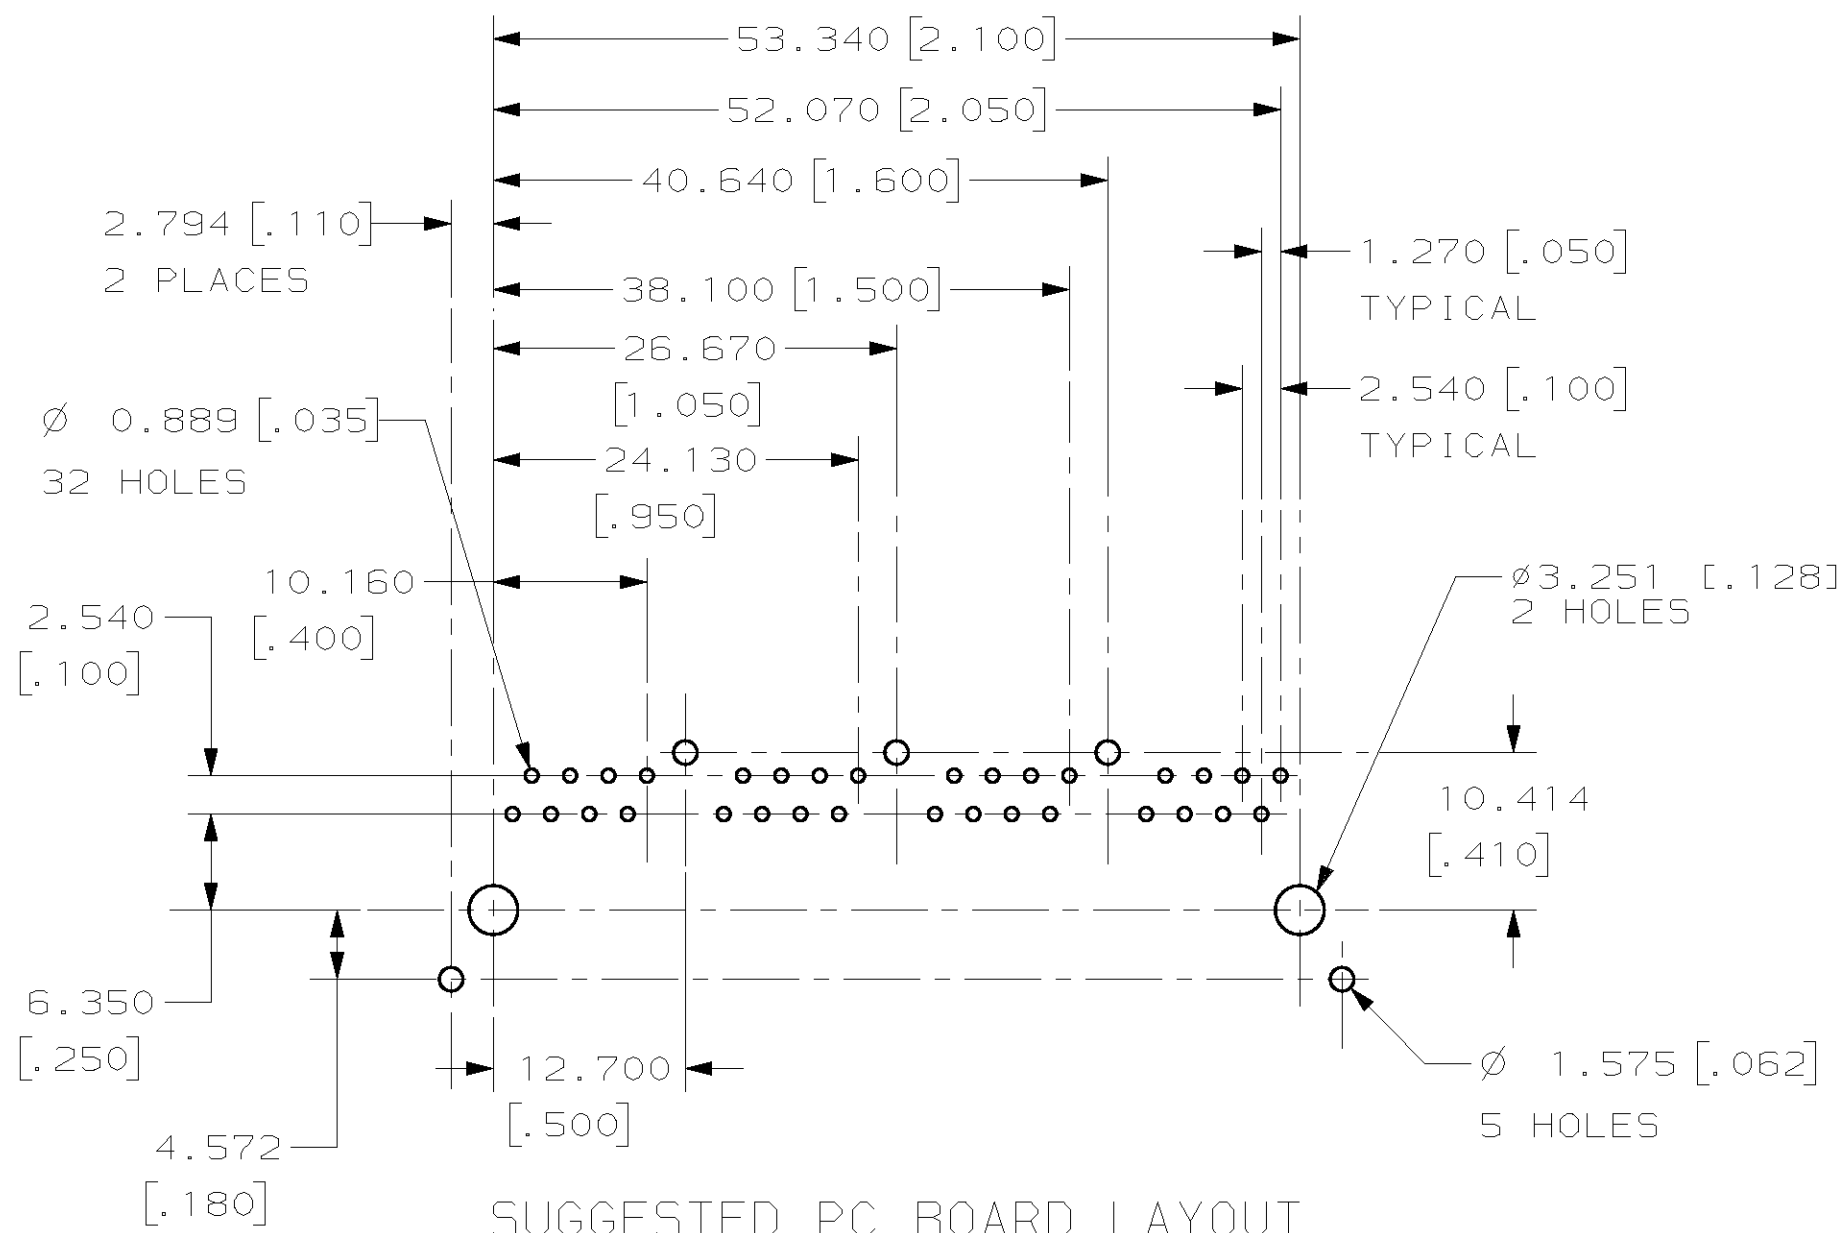 53.340 [2.100]
52.070 [2.050]
40.640 [1.600]
2.794 [.110]
2 PLACES
1.270 [.050]
TYPICAL
38.100 [1.500]
26.670
[1.050]
2.540 [.100]
TYPICAL
Ø 0.889 [.035]
32 HOLES
24.130
[.950]
10.160
[.400]
Ø3.251 [.128]
2 HOLES
2.540
[.100]
10.414
[.410]
6.350
[.250]
12.700
[.500]
Ø 1.575 [.062]
5 HOLES
4.572
[.180]
SUGGESTED PC BOARD LAYOUT